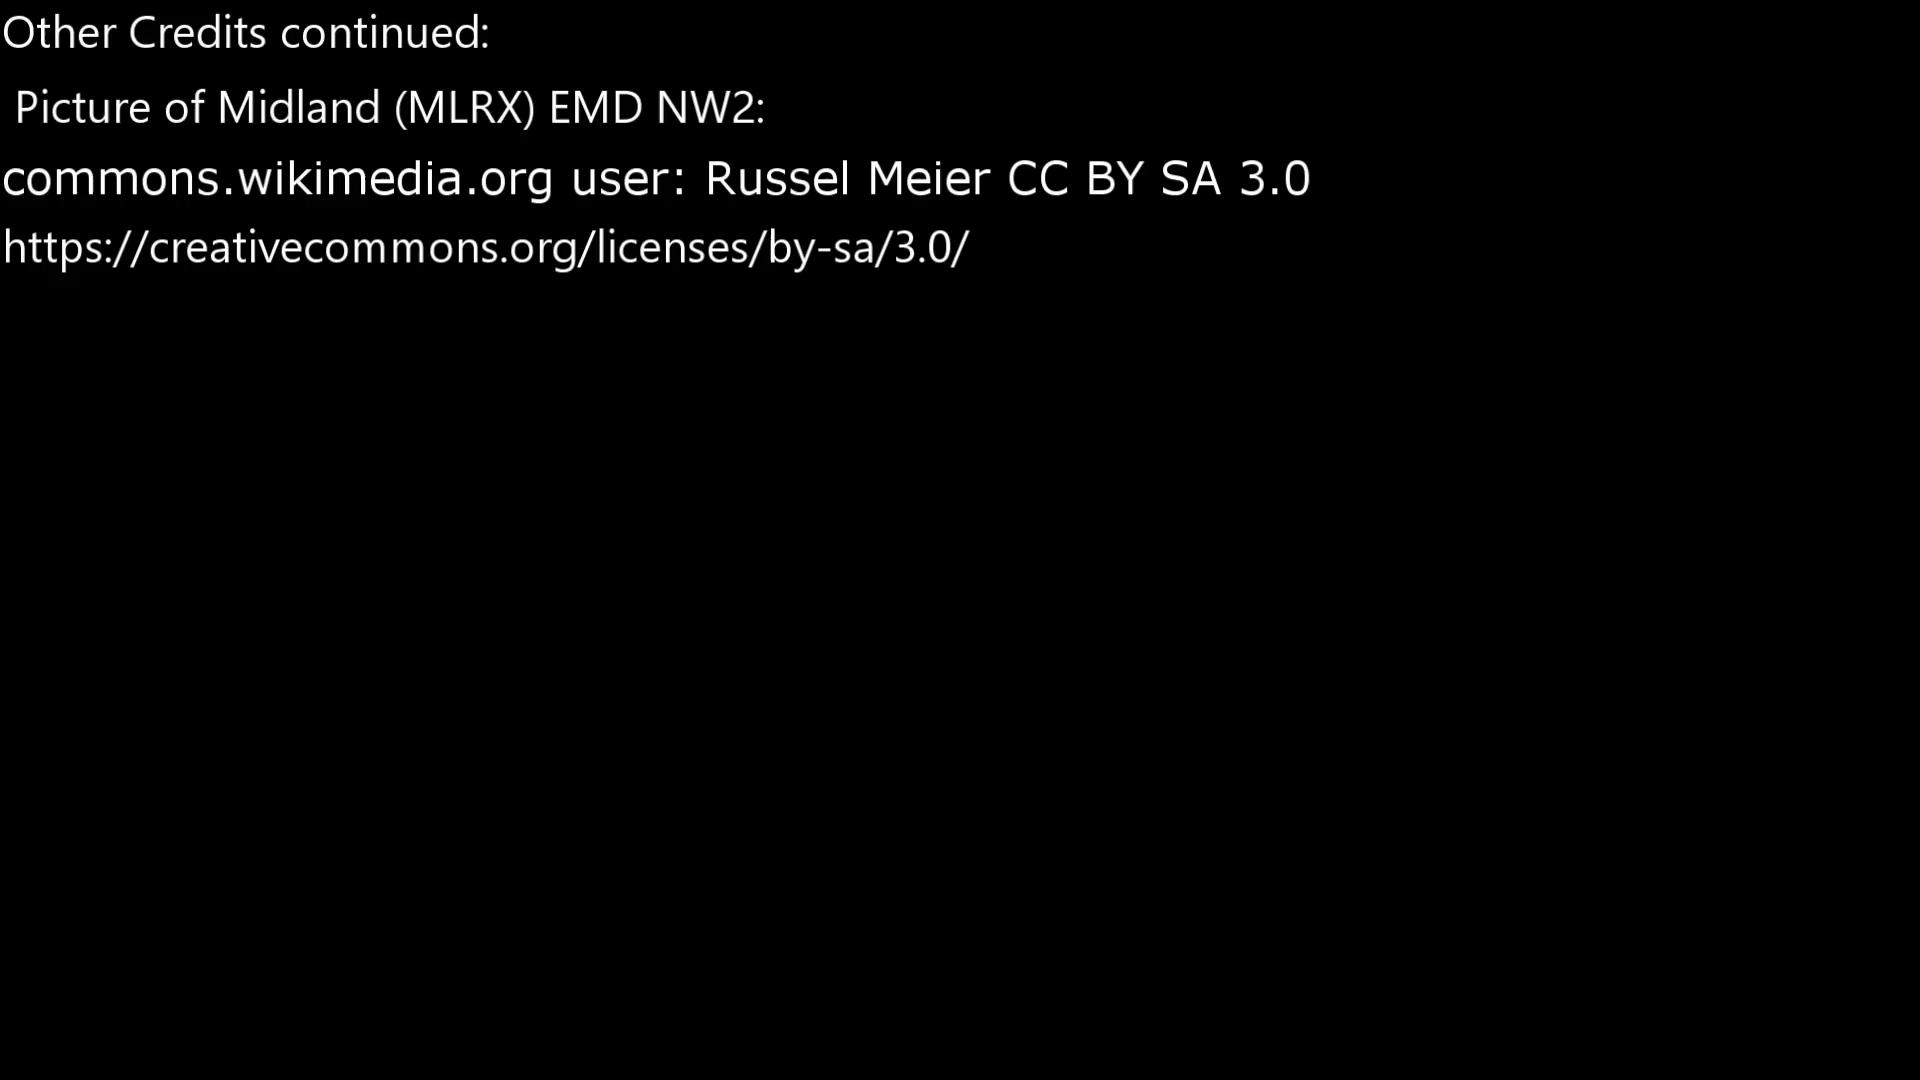 Other Credits continued:
Picture of Midland (MLRX) EMD NW2:
commons.wikimedia.org user: Russel Meier CC BY SA 3.0
https://creativecommons.org/licenses/by-sa/3.0/